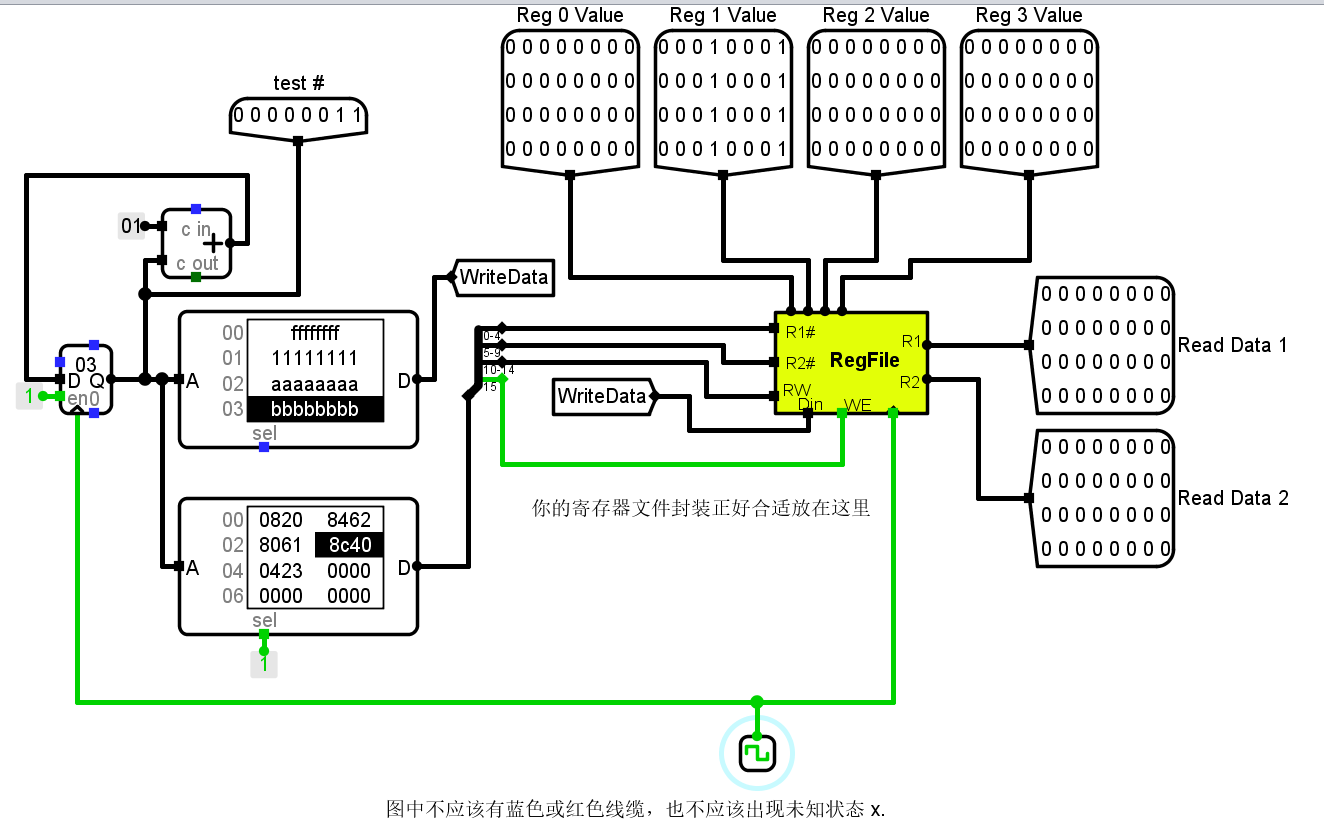 Reg 0 Value Reg 1 Value Reg 2 Value Reg 3 Value
0 0 0 0 0 0 0 0 0 0 0 1 0 0 0 1 0 0 0 0 0 0 0 0 0 0 0 0 0 0 0 0
0 0 0 0 0 0 0 0 0 0 0 1 0 0 0 1 0 0 0 0 0 0 0 0 0 0 0 0 0 0 0 0
0 0 0 0 0 0 0 0 0 0 0 1 0 0 0 1 0 0 0 0 0 0 0 0 0 0 0 0 0 0 0 0
0 0 0 0 0 0 0 0 0 0 0 1 0 0 0 1 0 0 0 0 0 0 0 0 0 0 0 0 0 0 0 0
test #
0 0 0 0 0 0 1 1
01
c in
+
c out
WriteData
03
D Q
en0
1
A
00 ffffffff
01 11111111
02 aaaaaaaa
03 bbbbbbbb
D
sel
0-4
5-9
10-14
15
WriteData
R1#
R2#
RW
Din
WE
RegFile
R1
R2
0 0 0 0 0 0 0 0
0 0 0 0 0 0 0 0
0 0 0 0 0 0 0 0
0 0 0 0 0 0 0 0
Read Data 1
0 0 0 0 0 0 0 0
0 0 0 0 0 0 0 0
0 0 0 0 0 0 0 0
0 0 0 0 0 0 0 0
Read Data 2
你的寄存器文件封装正好合适放在这里
A
00 0820 8462
02 8061 8c40
04 0423 0000
06 0000 0000
D
sel
1
图中不应该有蓝色或红色线缆，也不应该出现未知状态 x.